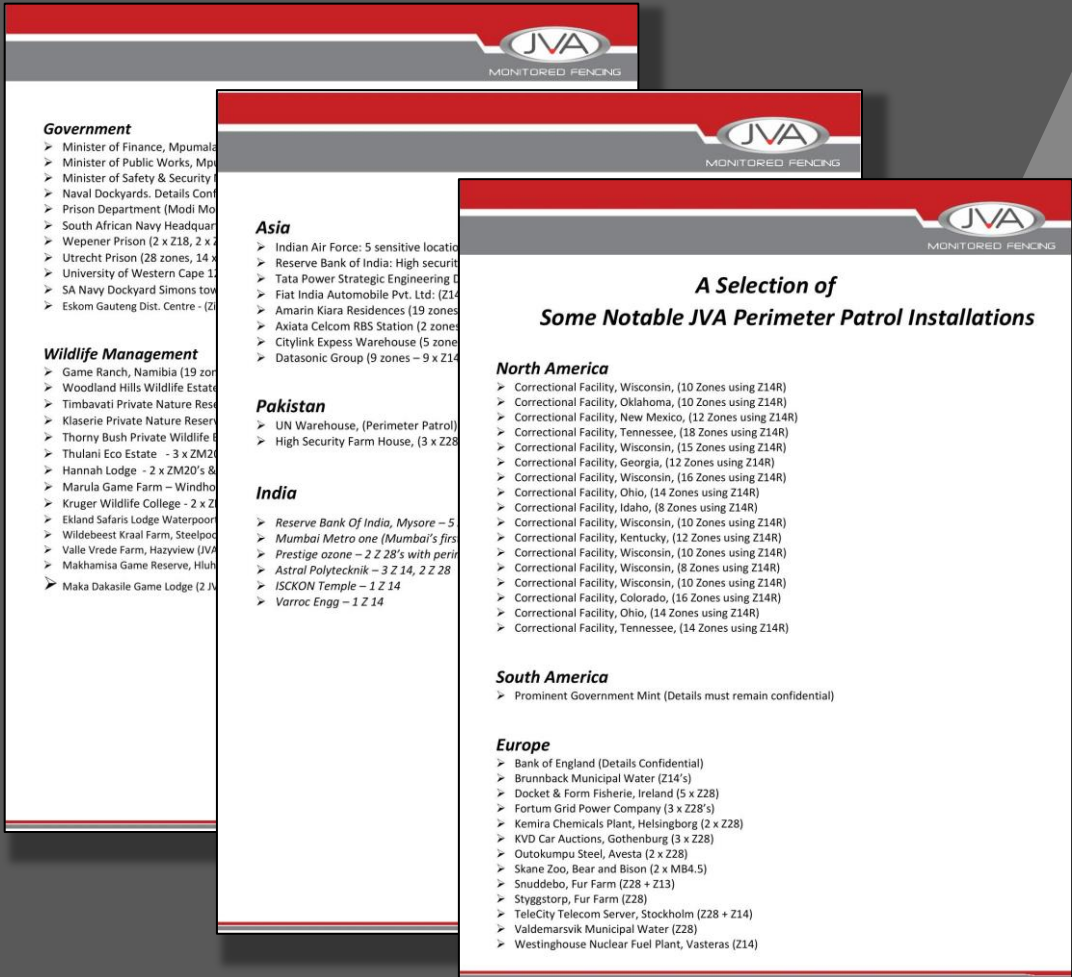 JVA
MONITORED FENCING
Government
➢ Minister of Finance, Mpumala
➢ Minister of Public Works, Mpu
➢ Minister of Safety & Security
➢ Naval Dockyards. Details Conf
➢ Prison Department (Modi Mo
➢ South African Navy Headquar
➢ Wepener Prison (2 x Z18, 2 x
➢ Utrecht Prison (28 zones, 14 x
➢ University of Western Cape 12
➢ SA Navy Dockyard Simons tow
➢ Eskom Gauteng Dist. Centre - (Zi
Wildlife Management
➢ Game Ranch, Namibia (19 zon
➢ Woodland Hills Wildlife Estate
➢ Timbavati Private Nature Rese
➢ Klaserie Private Nature Reserv
➢ Thorny Bush Private Wildlife
➢ Thulani Eco Estate - 3 x ZM20
➢ Hannah Lodge - 2 x ZM20's &
➢ Marula Game Farm – Windho
➢ Kruger Wildlife College - 2 x
➢ Ekland Safaris Lodge Waterpoort
➢ Wildebeest Kraal Farm, Steelpoo
➢ Valle Vrede Farm, Hazyview (JVA
➢ Makhamisa Game Reserve, Hluh
➢ Maka Dakasile Game Lodge (2 JV
JVA
MONITORED FENCING
Asia
➢ Indian Air Force: 5 sensitive locatio
➢ Reserve Bank of India: High securit
➢ Tata Power Strategic Engineering D
➢ Fiat India Automobile Pvt. Ltd: (Z14
➢ Amarin Kiara Residences (19 zones
➢ Axiata Celcom RBS Station (2 zones
➢ Citylink Expess Warehouse (5 zone
➢ Datasonic Group (9 zones – 9 x Z14
Pakistan
➢ UN Warehouse, (Perimeter Patrol)
➢ High Security Farm House, (3 x Z28
India
➢ Reserve Bank Of India, Mysore – 5
➢ Mumbai Metro one (Mumbai's firs
➢ Prestige ozone – 2 Z 28's with perin
➢ Astral Polytecknik – 3 Z 14, 2 Z 28
➢ ISCKON Temple – 1 Z 14
➢ Varroc Engg – 1 Z 14
JVA
MONITORED FENCING
A Selection of
Some Notable JVA Perimeter Patrol Installations
North America
➢ Correctional Facility, Wisconsin, (10 Zones using Z14R)
➢ Correctional Facility, Oklahoma, (10 Zones using Z14R)
➢ Correctional Facility, New Mexico, (12 Zones using Z14R)
➢ Correctional Facility, Tennessee, (18 Zones using Z14R)
➢ Correctional Facility, Wisconsin, (15 Zones using Z14R)
➢ Correctional Facility, Georgia, (12 Zones using Z14R)
➢ Correctional Facility, Wisconsin, (16 Zones using Z14R)
➢ Correctional Facility, Ohio, (14 Zones using Z14R)
➢ Correctional Facility, Idaho, (8 Zones using Z14R)
➢ Correctional Facility, Wisconsin, (10 Zones using Z14R)
➢ Correctional Facility, Kentucky, (12 Zones using Z14R)
➢ Correctional Facility, Wisconsin, (10 Zones using Z14R)
➢ Correctional Facility, Wisconsin, (8 Zones using Z14R)
➢ Correctional Facility, Wisconsin, (10 Zones using Z14R)
➢ Correctional Facility, Colorado, (16 Zones using Z14R)
➢ Correctional Facility, Ohio, (14 Zones using Z14R)
➢ Correctional Facility, Tennessee, (14 Zones using Z14R)
South America
➢ Prominent Government Mint (Details must remain confidential)
Europe
➢ Bank of England (Details Confidential)
➢ Brunnback Municipal Water (Z14's)
➢ Docket & Form Fisherie, Ireland (5 x Z28)
➢ Fortum Grid Power Company (3 x Z28's)
➢ Kemira Chemicals Plant, Helsingborg (2 x Z28)
➢ KVD Car Auctions, Gothenburg (3 x Z28)
➢ Outokumpu Steel, Avesta (2 x Z28)
➢ Skane Zoo, Bear and Bison (2 x MB4.5)
➢ Snuddebo, Fur Farm (Z28 + Z13)
➢ Styggstorp, Fur Farm (Z28)
➢ TeleCity Telecom Server, Stockholm (Z28 + Z14)
➢ Valdemarsvik Municipal Water (Z28)
➢ Westinghouse Nuclear Fuel Plant, Vasteras (Z14)